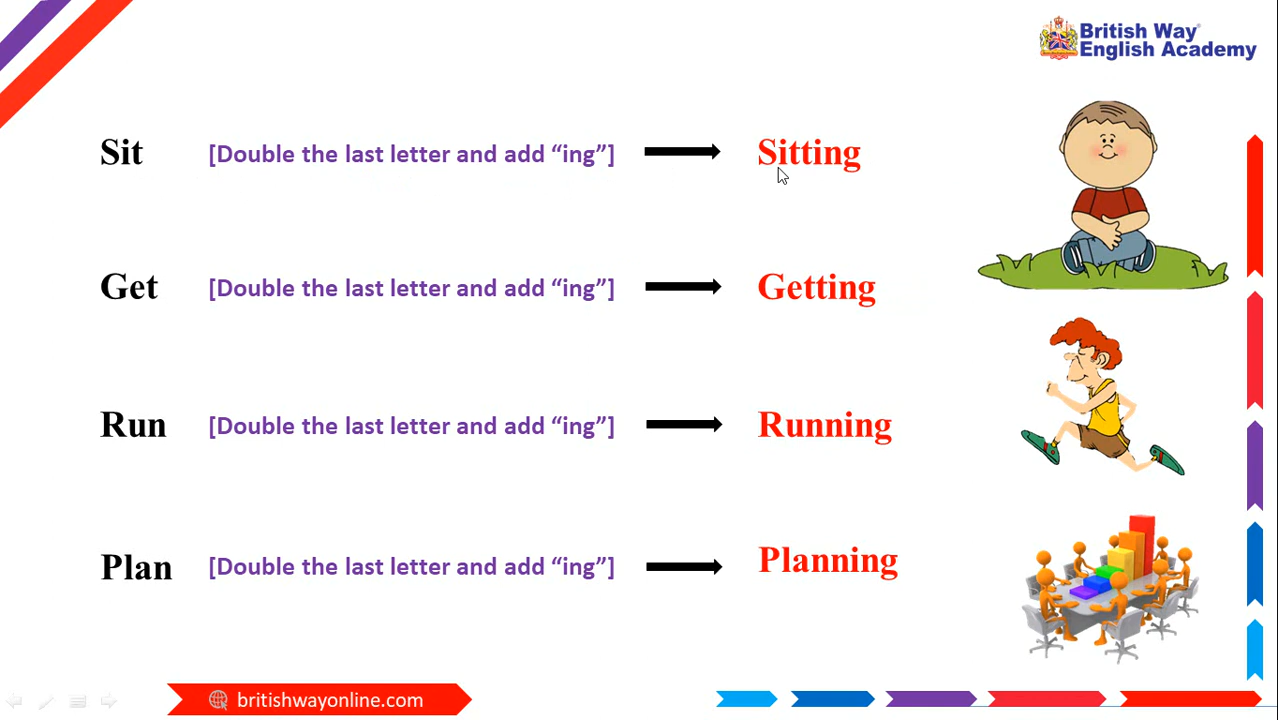 British Way
English Academy
Sit [Double the last letter and add “ing”] Sitting
Get [Double the last letter and add “ing”] Getting
Run [Double the last letter and add “ing”] Running
Plan [Double the last letter and add “ing”] Planning
britishwayonline.com